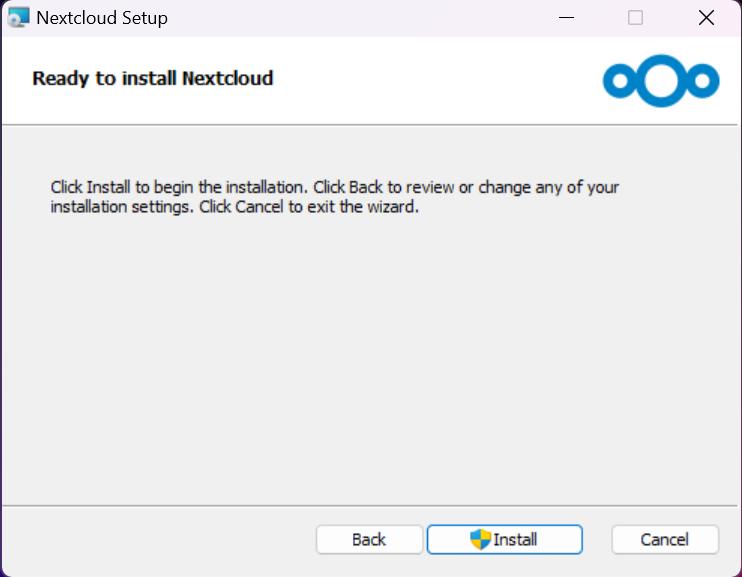 Nextcloud Setup
Ready to install Nextcloud
Click Install to begin the installation. Click Back to review or change any of your
installation settings. Click Cancel to exit the wizard.
Back
Install
Cancel